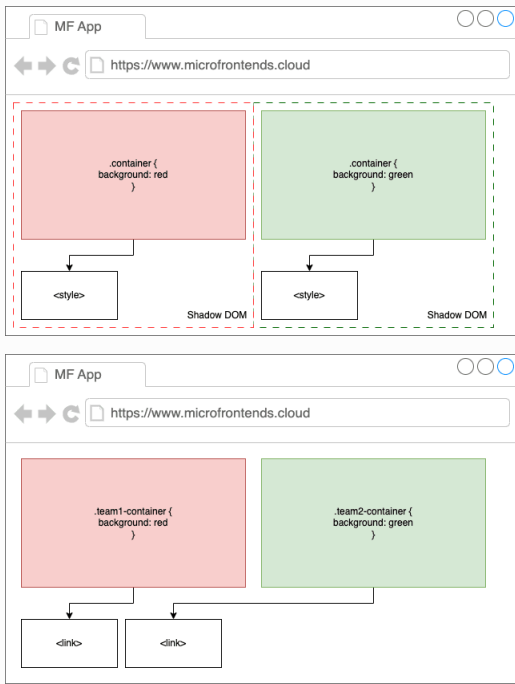 MF App
https://www.microfrontends.cloud
.container {
background: red
}
.container {
background: green
}
<style>
<style>
Shadow DOM
Shadow DOM
MF App
https://www.microfrontends.cloud
.team1-container {
background: red
}
.team2-container {
background: green
}
<link>
<link>